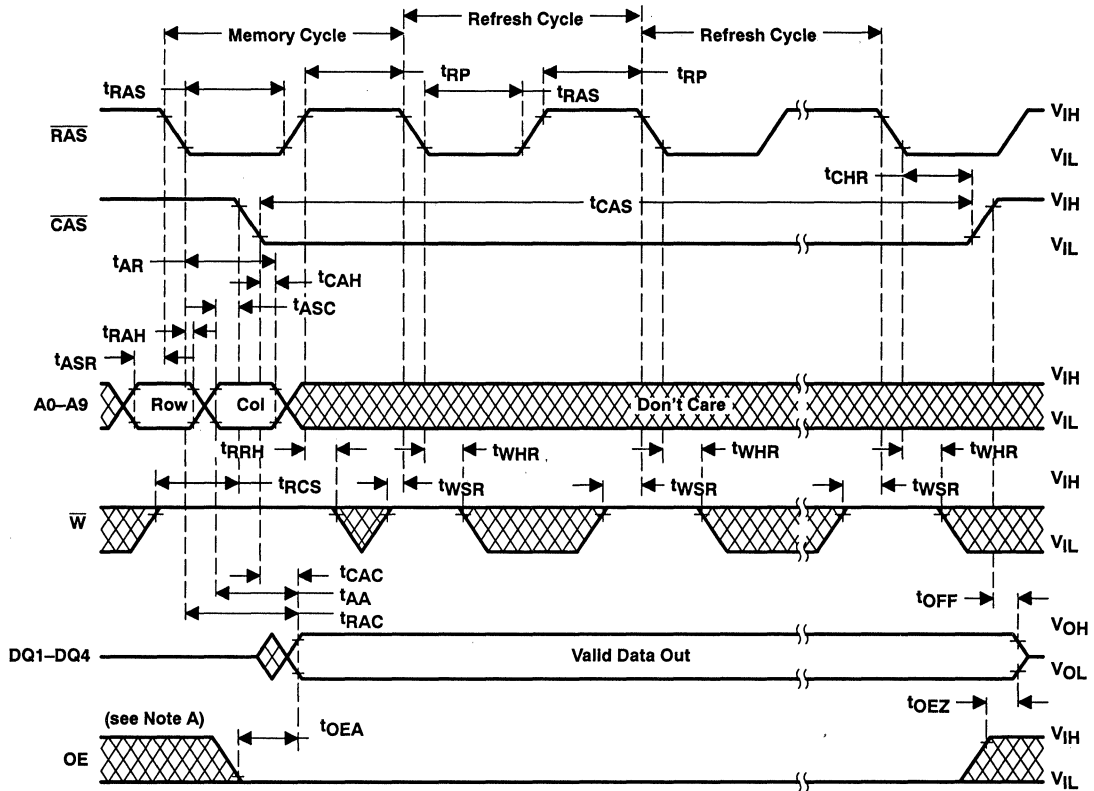 Refresh Cycle
Memory Cycle
Refresh Cycle
tRP
tRP
tRAS
tRAS
VIH
RAS
VIL
tCHR
tCAS
VIH
CAS
VIL
tAR
tCAH
tASC
tRAH
tASR
VIH
A0–A9
Row
Col
Don't Care
VIL
tRRH
tWHR
tWHR
tWHR
VIH
tRCS
tWSR
tWSR
tWSR
W
VIL
tCAC
tAA
tOFF
tRAC
VOH
DQ1–DQ4
Valid Data Out
VOL
tOEZ
(see Note A)
tOEA
VIH
OE
VIL